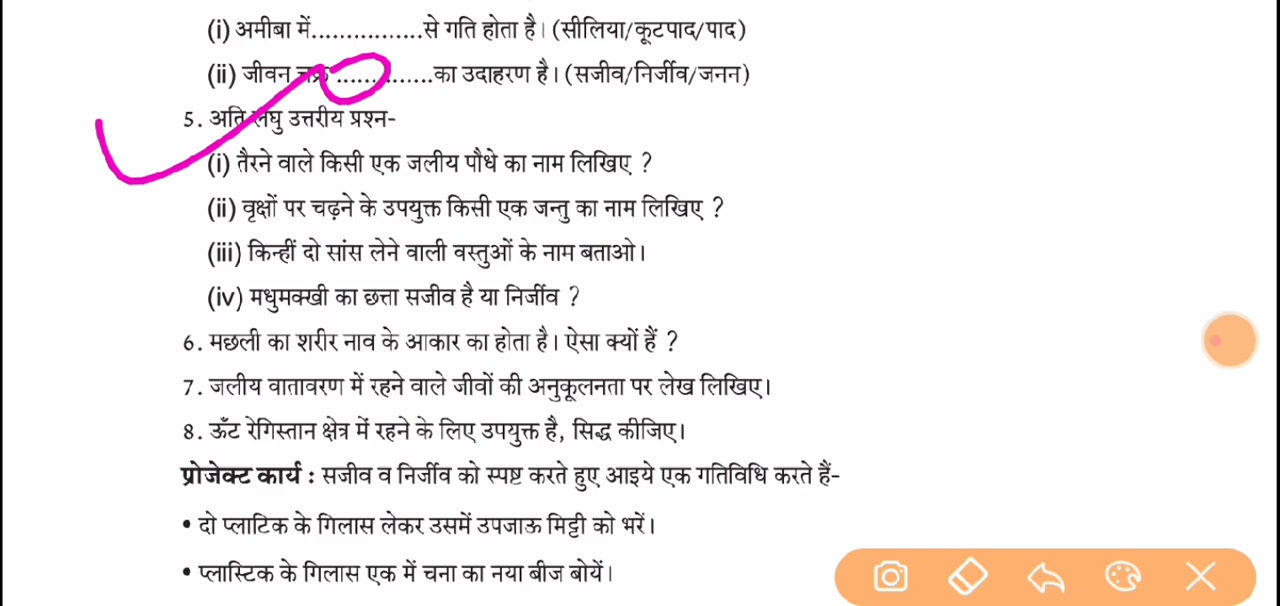 (i) अमीबा में................से गति होता है। (सीलिया/कूटपाद/पाद)
(ii) जीवन चक्र ..............का उदाहरण है। (सजीव/निर्जीव/जनन)
5. अति लघु उत्तरीय प्रश्न-
(i) तैरने वाले किसी एक जलीय पौधे का नाम लिखिए ?
(ii) वृक्षों पर चढ़ने के उपयुक्त किसी एक जन्तु का नाम लिखिए ?
(iii) किन्हीं दो सांस लेने वाली वस्तुओं के नाम बताओ।
(iv) मधुमक्खी का छत्ता सजीव है या निर्जीव ?
6. मछली का शरीर नाव के आकार का होता है। ऐसा क्यों हैं ?
7. जलीय वातावरण में रहने वाले जीवों की अनुकूलनता पर लेख लिखिए।
8. ऊँट रेगिस्तान क्षेत्र में रहने के लिए उपयुक्त है, सिद्ध कीजिए।
प्रोजेक्ट कार्य : सजीव व निर्जीव को स्पष्ट करते हुए आइये एक गतिविधि करते हैं-
• दो प्लाटिक के गिलास लेकर उसमें उपजाऊ मिट्टी को भरें।
• प्लास्टिक के गिलास एक में चना का नया बीज बोयें।